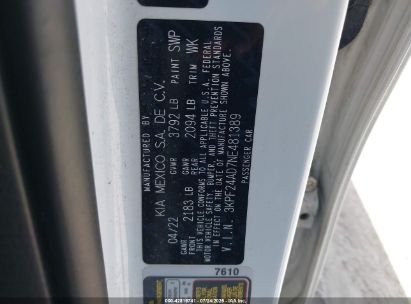 MANUFACTURED BY
KIA MEXICO S.A. DE C.V.
04/22 GVWR 3792 LB PAINT SWP
GAWR FRONT 2183 LB GAWR REAR 2094 LB TRIM WK
THIS VEHICLE CONFORMS TO ALL APPLICABLE U.S.A. FEDERAL
MOTOR VEHICLE SAFETY, BUMPER, AND THEFT PREVENTION STANDARDS
IN EFFECT ON THE DATE OF MANUFACTURE SHOWN ABOVE.
V.I.N. : 3KPF24AD7NE481389
PASSENGER CAR
7610